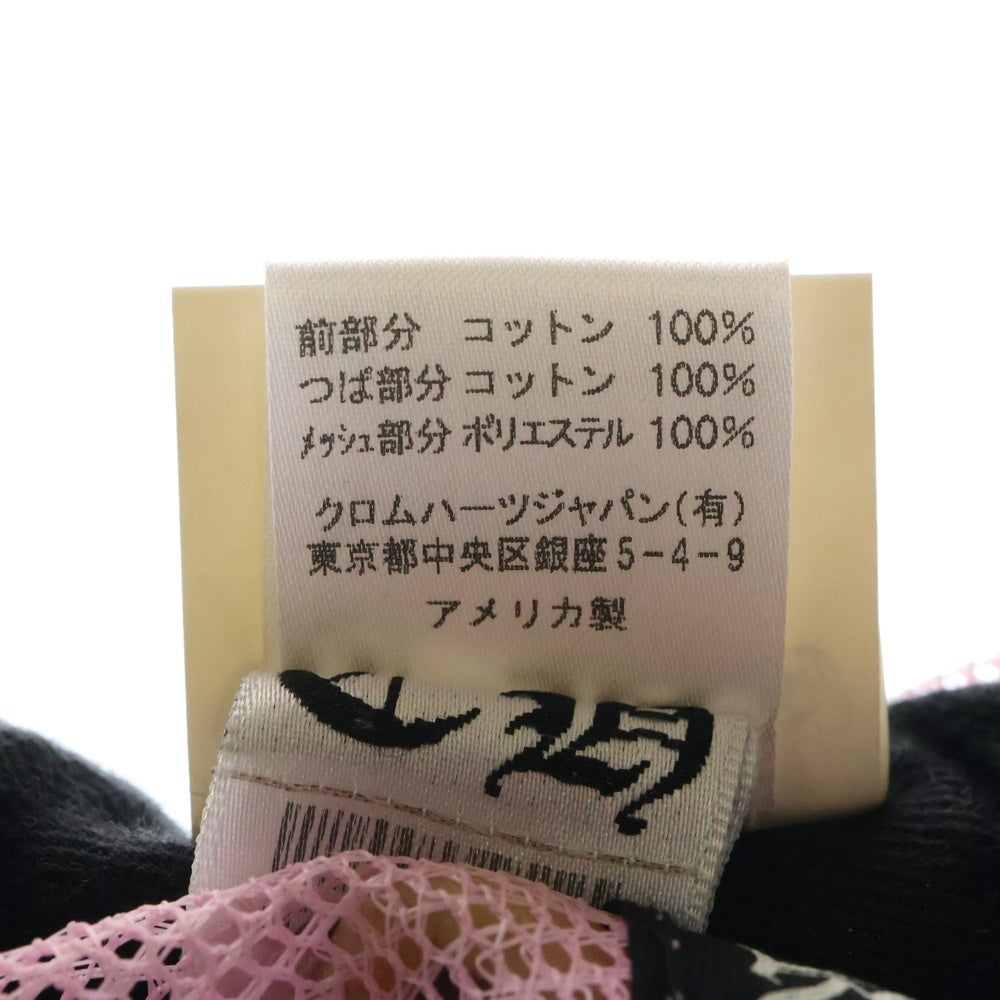 前部分 コットン 100%
つば部分 コットン 100%
メッシュ部分 ポリエステル 100%
クロムハーツジャパン(有)
東京都中央区銀座5-4-9
アメリカ製